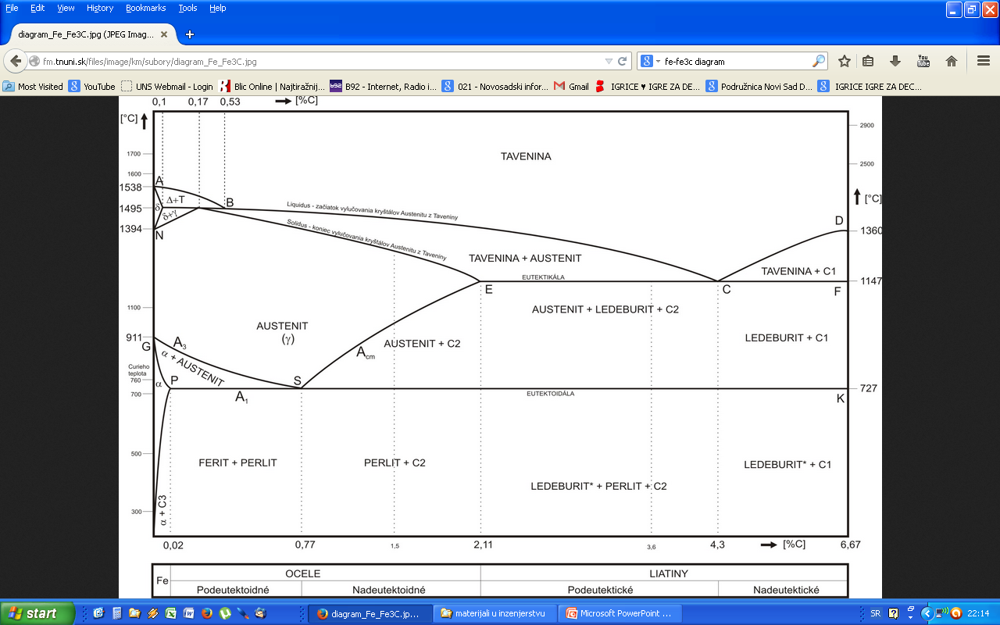 File Edit View History Bookmarks Tools Help
diagram_Fe_Fe3C.jpg (JPEG Imag...
fm.tnuni.sk/files/image/km/subory/diagram_Fe_Fe3C.jpg
fe-fe3c diagram
Most Visited YouTube UNS Webmail - Login Blic Online | Najtiražnij... B92 - Internet, Radio i... 021 - Novosadski infor... Gmail IGRICE ♥ IGRE ZA DE... Podružnica Novi Sad D... IGRICE IGRE ZA DEC...
0,1 0,17 0,53 [%C]
[°C]
2900
TAVENINA
1700
2500
1600
A
1538
Δ+T
B
[°C]
1495
δ
δ+γ
Liquidus - začiatok vylučovania kryštálov Austenitu z Taveniny
Solidus - koniec vylučovania kryštálov Austenitu z Taveniny
D
1394
1360
N
TAVENINA + AUSTENIT
TAVENINA + C1
EUTEKTIKÁLA
1147
E
C
F
1100
AUSTENIT + LEDEBURIT + C2
AUSTENIT
(γ)
911
G
A3
AUSTENIT + C2
LEDEBURIT + C1
Acm
α + AUSTENIT
Curieho
teplota
760
α
P
S
727
700
A1
EUTEKTOIDÁLA
K
500
FERIT + PERLIT
PERLIT + C2
LEDEBURIT* + C1
LEDEBURIT* + PERLIT + C2
α + C3
300
0,02 0,77 1,5 2,11 3,6 4,3 [%C] 6,67
Fe
OCELE LIATINY
Podeutektoidné Nadeutektoidné Podeutektické Nadeutektické
start
diagram_Fe_Fe3C.jp...
materijali u inzenjerstvu
Microsoft PowerPoint ...
SR
22:14